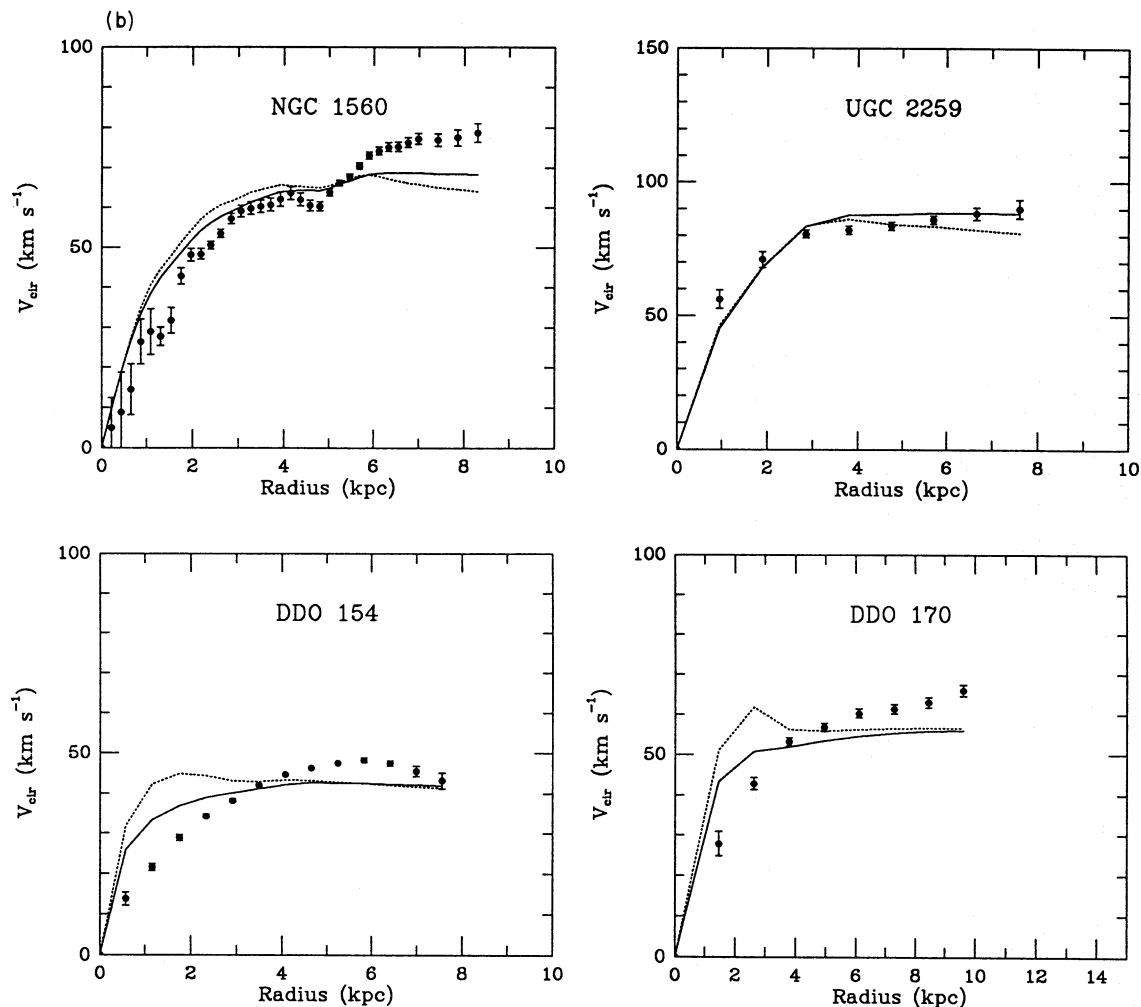 (b)
NGC 1560
V_cir (km s^-1)
100
50
0
0 2 4 6 8 10
Radius (kpc)
UGC 2259
V_cir (km s^-1)
150
100
50
0
0 2 4 6 8 10
Radius (kpc)
DDO 154
V_cir (km s^-1)
100
50
0
0 2 4 6 8 10
Radius (kpc)
DDO 170
V_cir (km s^-1)
100
50
0
0 2 4 6 8 10 12 14
Radius (kpc)